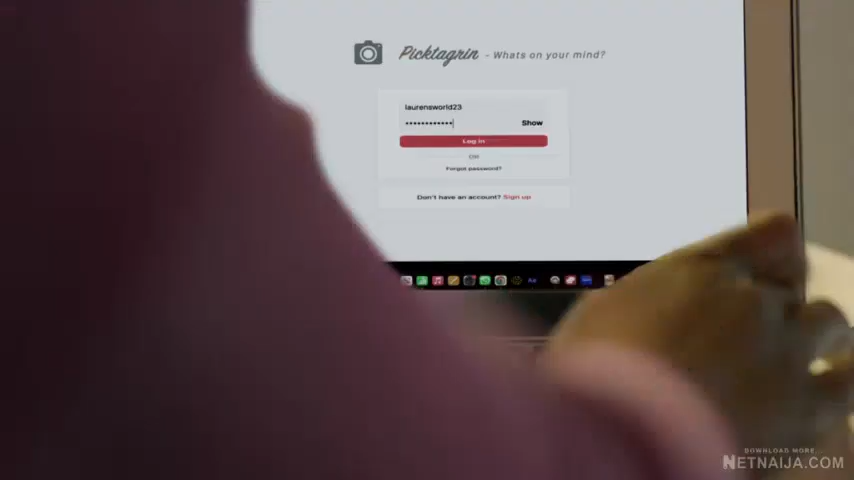 Picktagrin - Whats on your mind?
laurensworld23
••••••••••••
Show
Log in
OR
Forgot password?
Don't have an account? Sign up
Ae
DOWNLOAD MORE...
NETNAIJA.COM